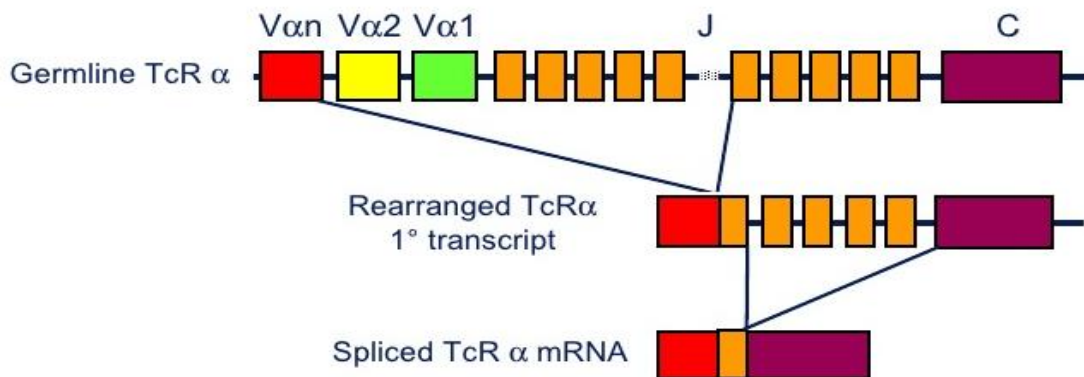 Vαn Vα2 Vα1 J C
Germline TcR α
Rearranged TcRα
1° transcript
Spliced TcR α mRNA